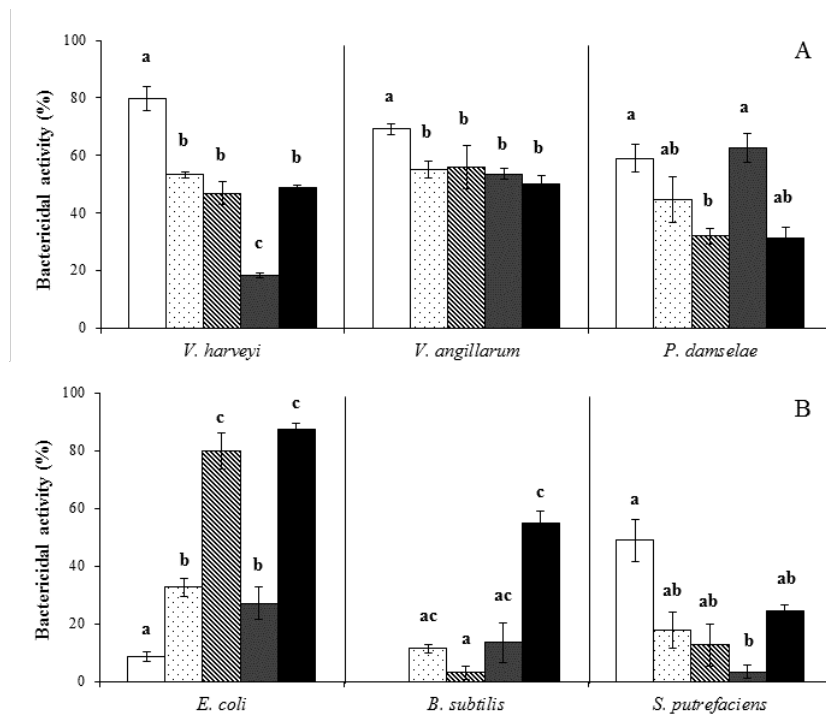 A
Bactericidal activity (%)
100
80
60
40
20
0
a b b c b
a b b b b
a ab b a ab
V. harveyi V. angillarum P. damselae
B
Bactericidal activity (%)
100
80
60
40
20
0
a b c b c
ac a ac c
a ab ab b ab
E. coli B. subtilis S. putrefaciens